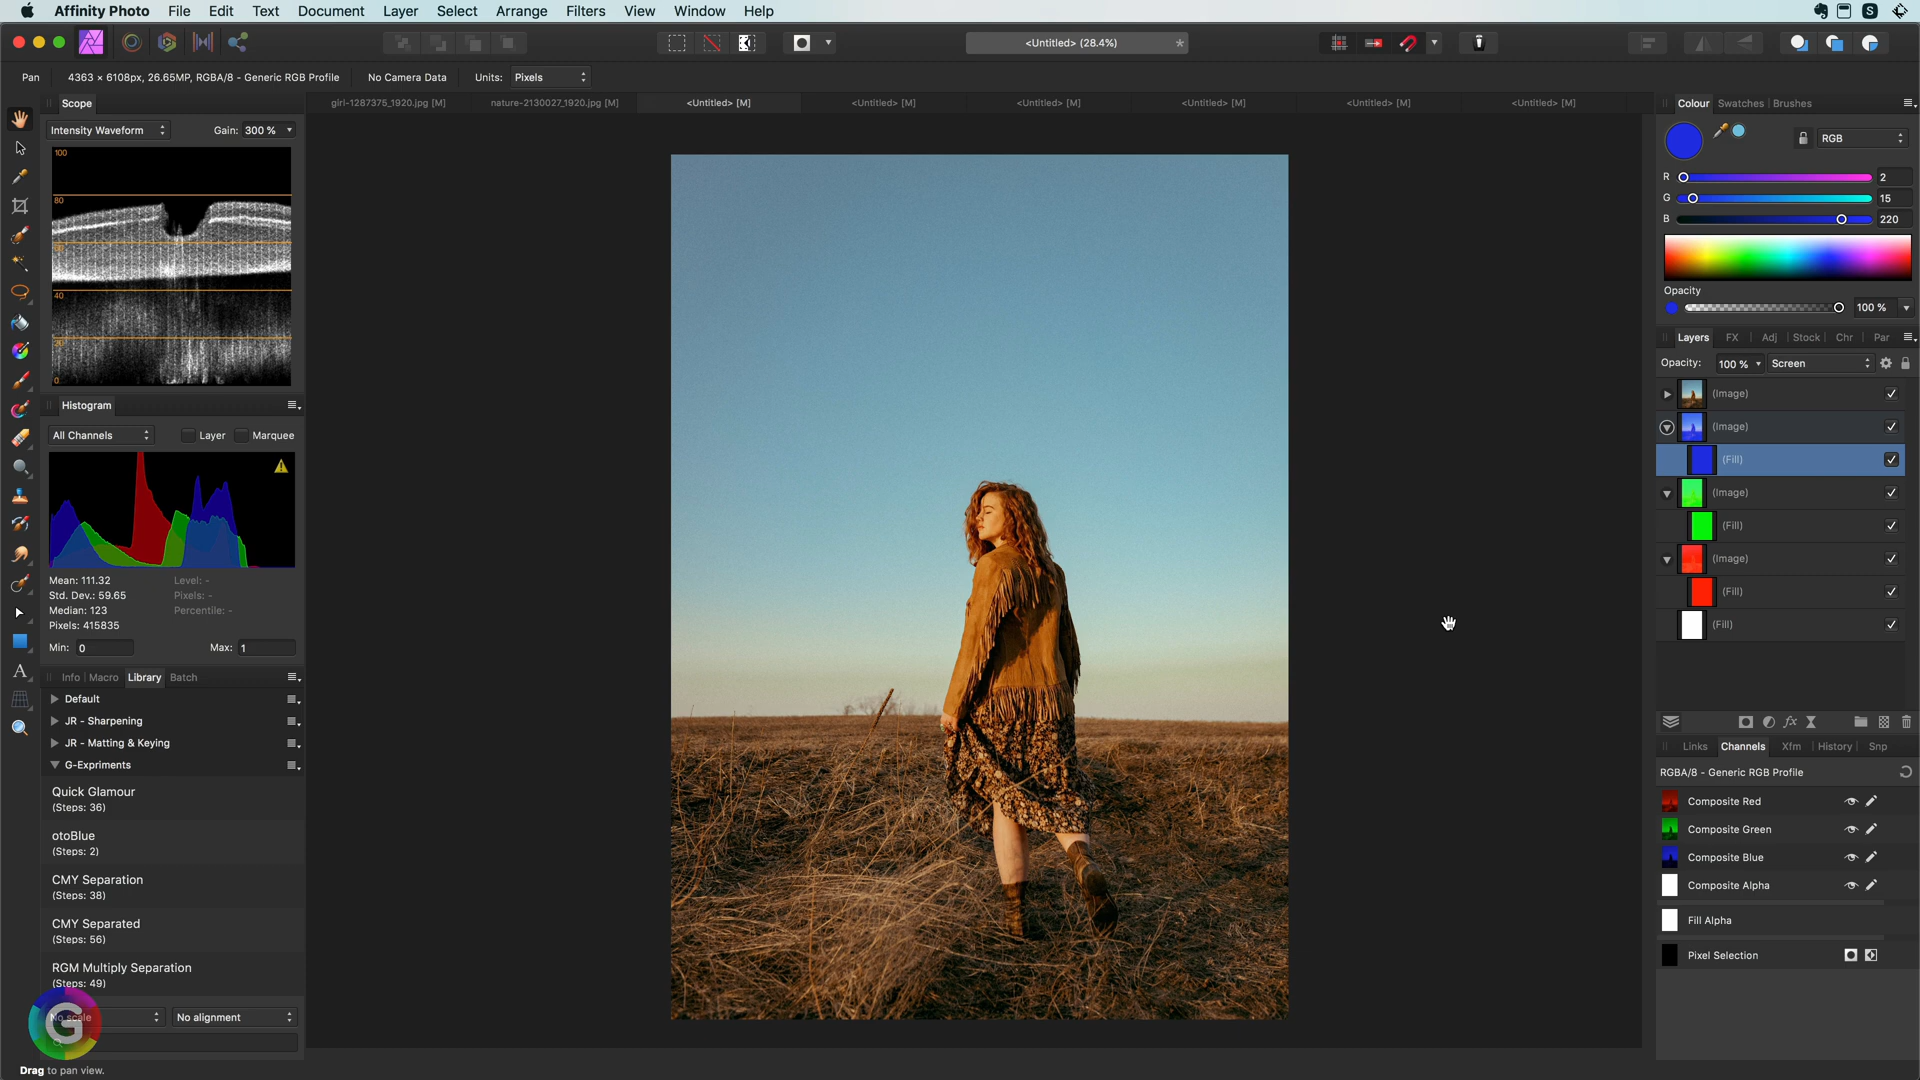 Affinity Photo File Edit Text Document Layer Select Arrange Filters View Window Help
<Untitled> (28.4%) *
Pan 4363 × 6108px, 26.65MP, RGBA/8 - Generic RGB Profile No Camera Data Units: Pixels
girl-1287375_1920.jpg [M] nature-2130027_1920.jpg [M] <Untitled> [M] <Untitled> [M] <Untitled> [M] <Untitled> [M] <Untitled> [M] <Untitled> [M]
Scope
Intensity Waveform Gain: 300 %
100
80
60
40
20
0
Histogram
All Channels Layer Marquee
Mean: 111.32 Level: -
Std. Dev.: 59.65 Pixels: -
Median: 123 Percentile: -
Pixels: 415835
Min: 0 Max: 1
Info Macro Library Batch
Default
JR - Sharpening
JR - Matting & Keying
G-Expriments
Quick Glamour
(Steps: 36)
otoBlue
(Steps: 2)
CMY Separation
(Steps: 38)
CMY Separated
(Steps: 56)
RGM Multiply Separation
(Steps: 49)
No scale No alignment
G
Drag to pan view.
Colour Swatches Brushes
RGB
R 2
G 15
B 220
Opacity
100 %
Layers FX Adj Stock Chr Par
Opacity: 100 % Screen
(Image)
(Image)
(Fill)
(Image)
(Fill)
(Image)
(Fill)
(Fill)
Links Channels Xfm History Snp
RGBA/8 - Generic RGB Profile
Composite Red
Composite Green
Composite Blue
Composite Alpha
Fill Alpha
Pixel Selection